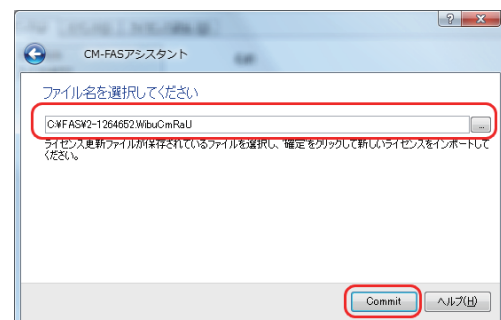 CM-FASアシスタント
ファイル名を選択してください
C:¥FAS¥2-1264652.WibuCmRaU
...
ライセンス更新ファイルが保存されているファイルを選択し、'確定'をクリックして新しいライセンスをインポートして
ください。
Commit
ヘルプ(H)